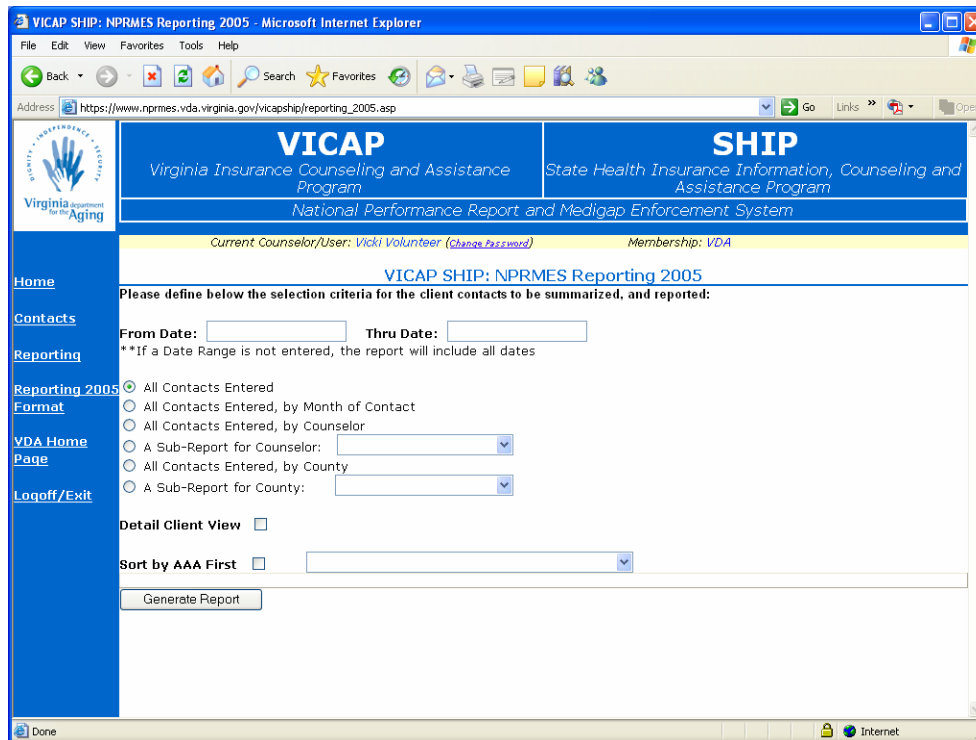 VICAP SHIP: NPRMES Reporting 2005 - Microsoft Internet Explorer
File Edit View Favorites Tools Help
Back Search Favorites
Address https://www.nprmes.vda.virginia.gov/vicapship/reporting_2005.asp Go Links »
DIGNITY · INDEPENDENCE · SECURITY
Virginia department
for the Aging
VICAP
Virginia Insurance Counseling and Assistance
Program
SHIP
State Health Insurance Information, Counseling and
Assistance Program
National Performance Report and Medigap Enforcement System
Current Counselor/User: Vicki Volunteer (Change Password) Membership: VDA
Home
Contacts
Reporting
Reporting 2005
Format
VDA Home
Page
Logoff/Exit
VICAP SHIP: NPRMES Reporting 2005
Please define below the selection criteria for the client contacts to be summarized, and reported:
From Date: Thru Date:
**If a Date Range is not entered, the report will include all dates
All Contacts Entered
All Contacts Entered, by Month of Contact
All Contacts Entered, by Counselor
A Sub-Report for Counselor:
All Contacts Entered, by County
A Sub-Report for County:
Detail Client View
Sort by AAA First
Generate Report
Done Internet